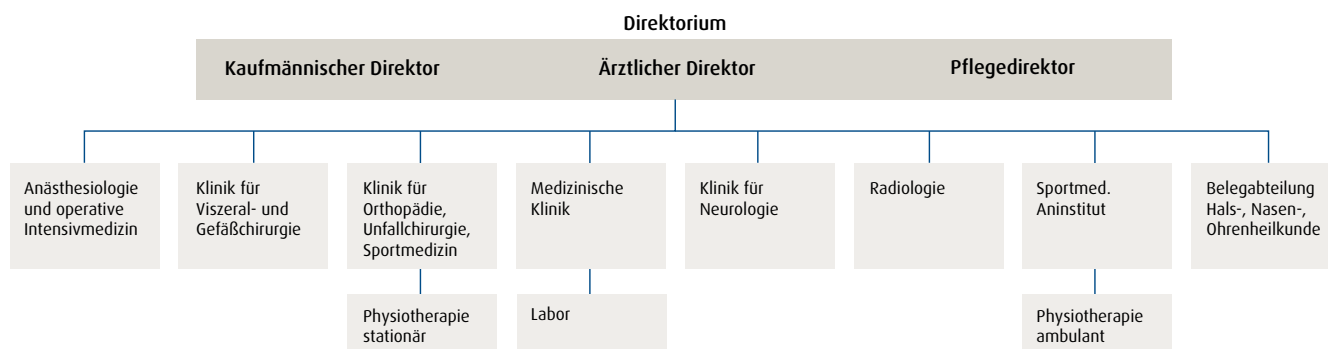 Direktorium
Kaufmännischer Direktor
Ärztlicher Direktor
Pflegedirektor
Anästhesiologie
und operative
Intensivmedizin
Klinik für
Viszeral- und
Gefäßchirurgie
Klinik für
Orthopädie,
Unfallchirurgie,
Sportmedizin
Medizinische
Klinik
Klinik für
Neurologie
Radiologie
Sportmed.
Aninstitut
Belegabteilung
Hals-, Nasen-,
Ohrenheilkunde
Physiotherapie
stationär
Labor
Physiotherapie
ambulant